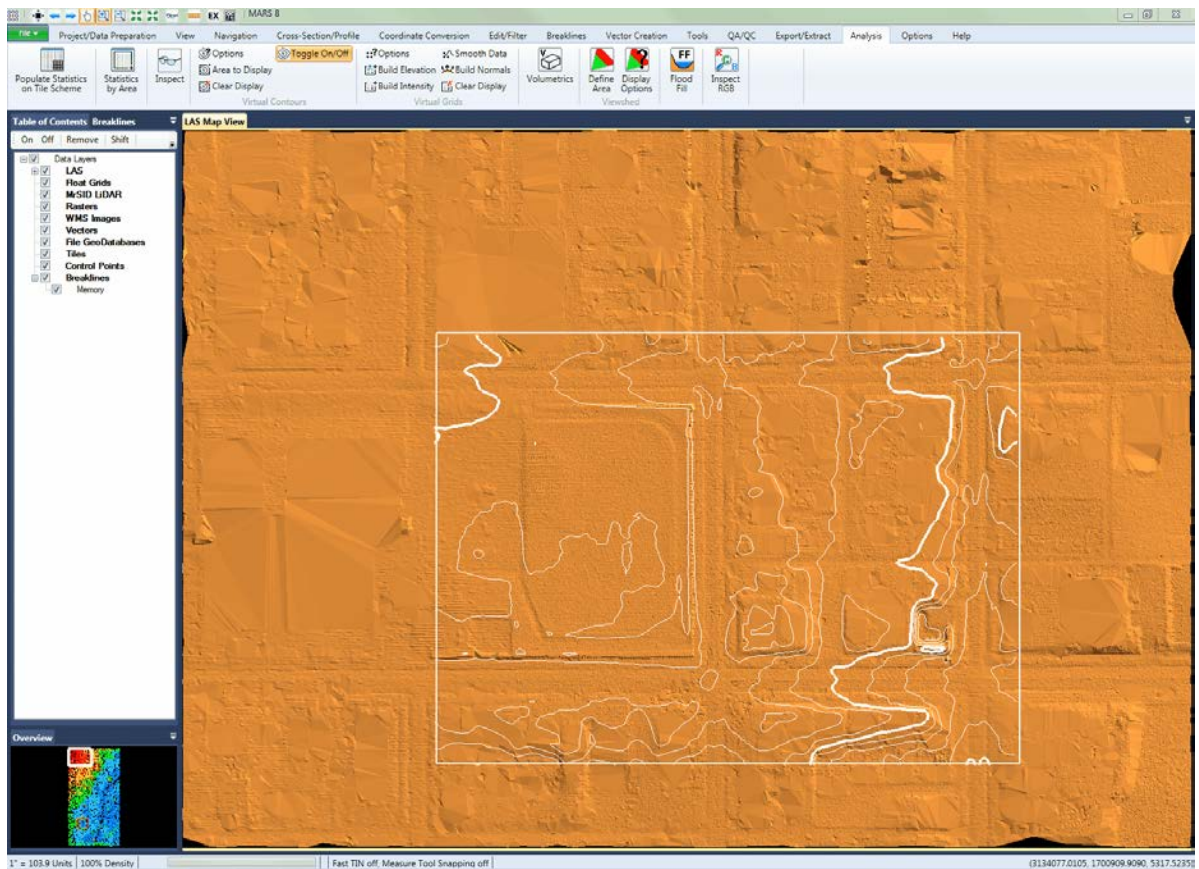 EX MARS 8
File Project/Data Preparation View Navigation Cross-Section/Profile Coordinate Conversion Edit/Filter Breaklines Vector Creation Tools QA/QC Export/Extract Analysis Options Help
Populate Statistics on Tile Scheme
Statistics by Area
Inspect
Options
Area to Display
Clear Display
Toggle On/Off
Virtual Contours
Options
Build Elevation
Build Intensity
Smooth Data
Build Normals
Clear Display
Virtual Grids
Volumetrics
Define Area
Display Options
Viewshed
FF
Flood Fill
Inspect RGB
Table of Contents Breaklines
LAS Map View
On Off Remove Shift
Data Layers
LAS
Float Grids
MrSID LiDAR
Rasters
WMS Images
Vectors
File GeoDatabases
Tiles
Control Points
Breaklines
Memory
Overview
1" = 103.9 Units 100% Density Fast TIN off, Measure Tool Snapping off (3134077.0105, 1700909.9090, 5317.5235)